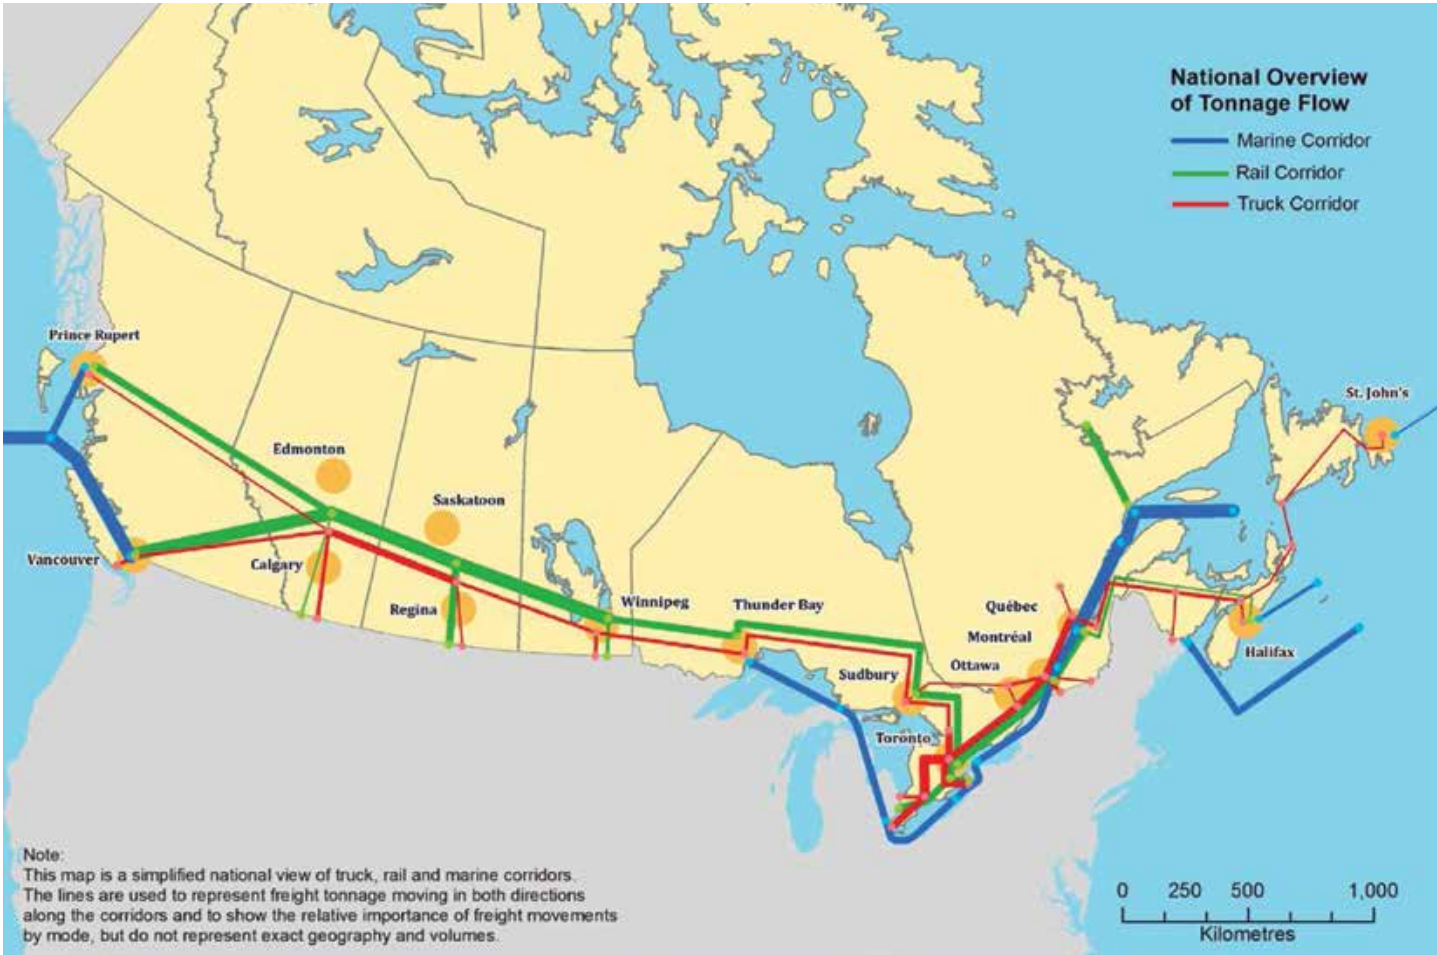 National Overview
of Tonnage Flow
Marine Corridor
Rail Corridor
Truck Corridor
Prince Rupert
St. John's
Edmonton
Saskatoon
Vancouver
Calgary
Regina
Winnipeg
Thunder Bay
Québec
Montréal
Ottawa
Halifax
Sudbury
Toronto
Note:
This map is a simplified national view of truck, rail and marine corridors.
The lines are used to represent freight tonnage moving in both directions
along the corridors and to show the relative importance of freight movements
by mode, but do not represent exact geography and volumes.
0 250 500 1,000
Kilometres